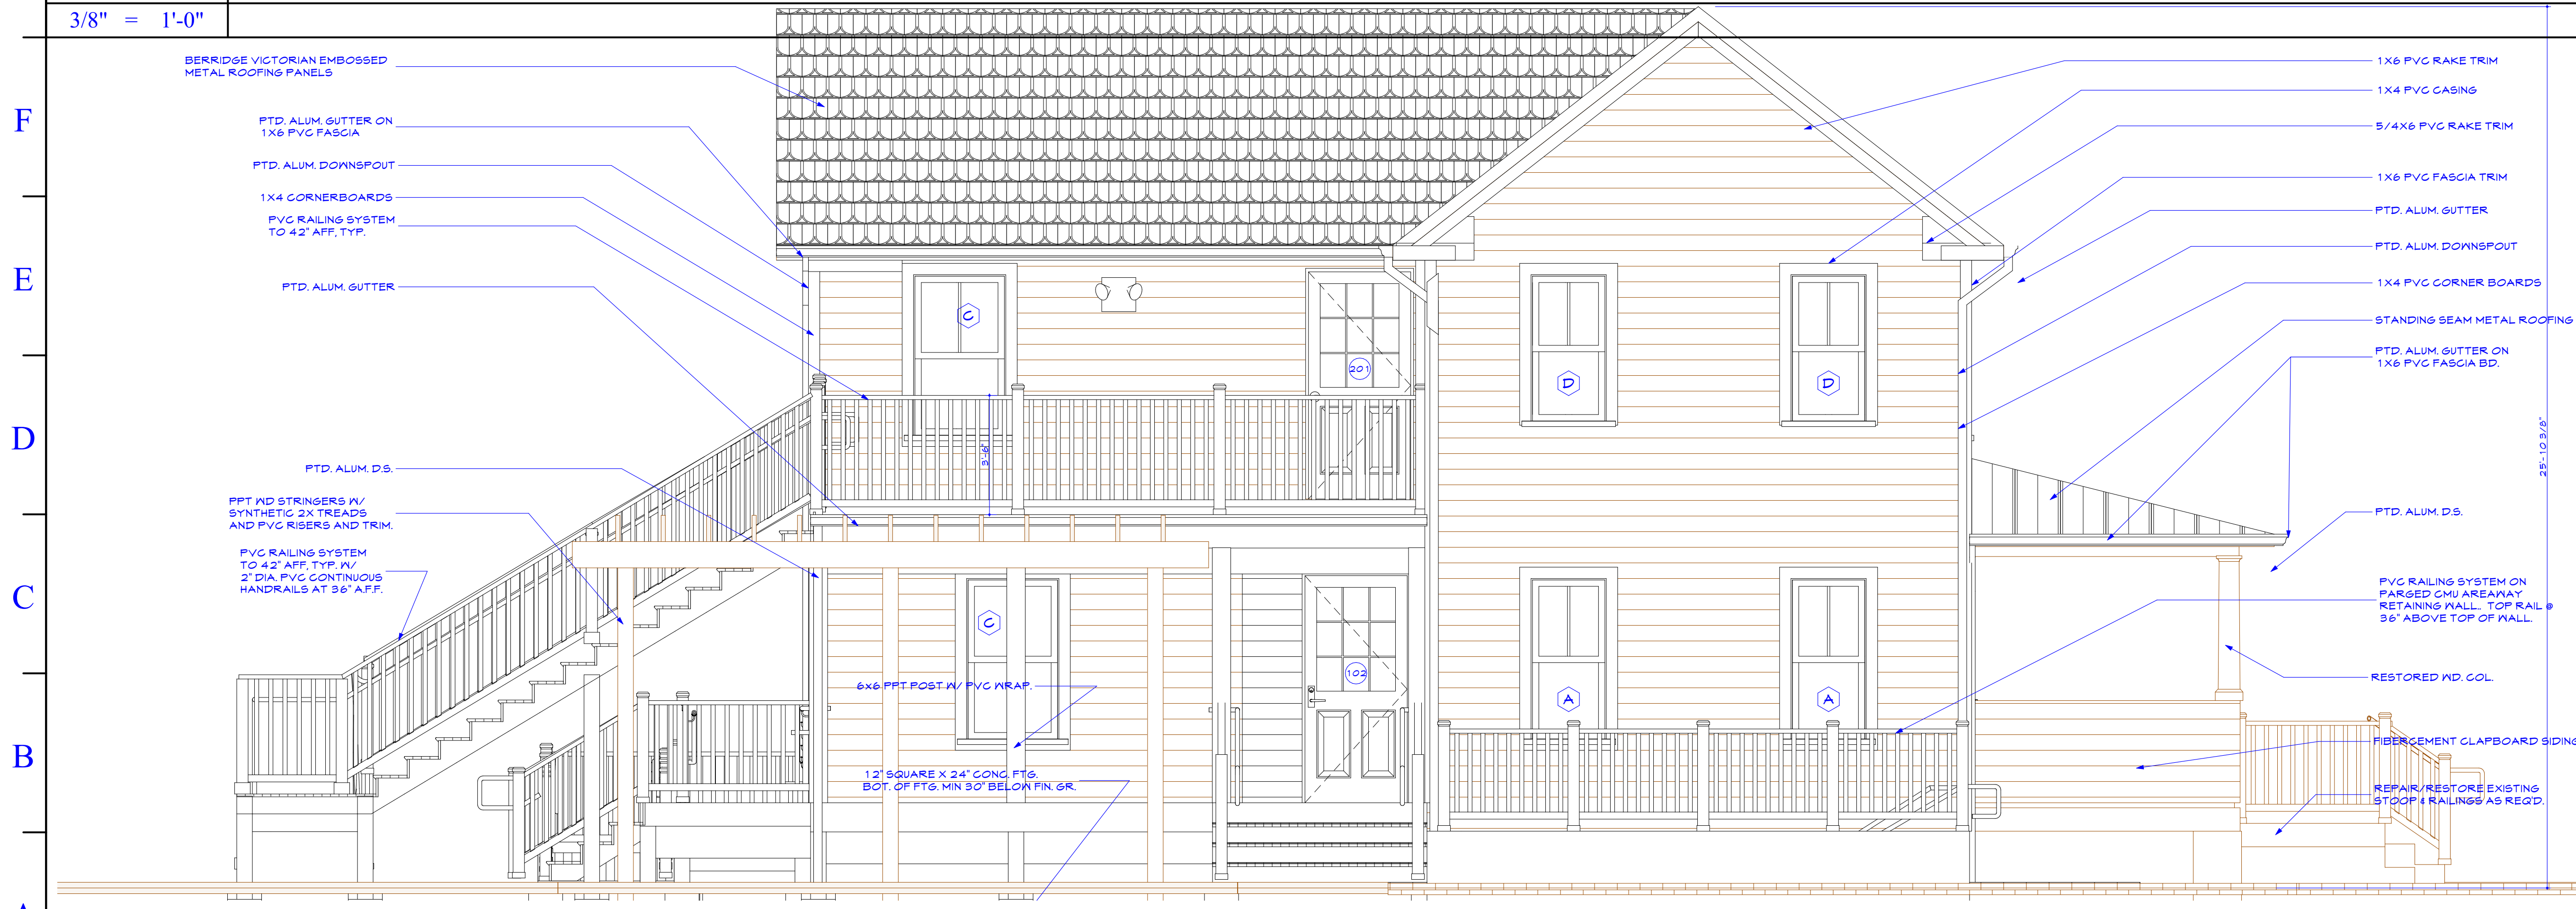 3/8" = 1'-0"
F
E
D
C
B
BERRIDGE VICTORIAN EMBOSSED
METAL ROOFING PANELS
PTD. ALUM. GUTTER ON
1X6 PVC FASCIA
PTD. ALUM. DOWNSPOUT
1X4 CORNERBOARDS
PVC RAILING SYSTEM
TO 42" AFF, TYP.
PTD. ALUM. GUTTER
PTD. ALUM. D.S.
PPT WD STRINGERS W/
SYNTHETIC 2X TREADS
AND PVC RISERS AND TRIM.
PVC RAILING SYSTEM
TO 42" AFF, TYP. W/
2" DIA. PVC CONTINUOUS
HANDRAILS AT 36" A.F.F.
C
201
D
D
3'-6"
C
102
A
A
6x6 PPT POST W/ PVC WRAP.
12" SQUARE X 24" CONC. FTG.
BOT. OF FTG. MIN 30" BELOW FIN. GR.
1X6 PVC RAKE TRIM
1X4 PVC CASING
5/4X6 PVC RAKE TRIM
1X6 PVC FASCIA TRIM
PTD. ALUM. GUTTER
PTD. ALUM. DOWNSPOUT
1X4 PVC CORNER BOARDS
STANDING SEAM METAL ROOFING
PTD. ALUM. GUTTER ON
1X6 PVC FASCIA BD.
25'-10 3/8"
PTD. ALUM. D.S.
PVC RAILING SYSTEM ON
PARGED CMU AREAWAY
RETAINING WALL.. TOP RAIL @
36" ABOVE TOP OF WALL.
RESTORED WD. COL.
FIBERCEMENT CLAPBOARD SIDING
REPAIR/RESTORE EXISTING
STOOP & RAILINGS AS REQ'D.